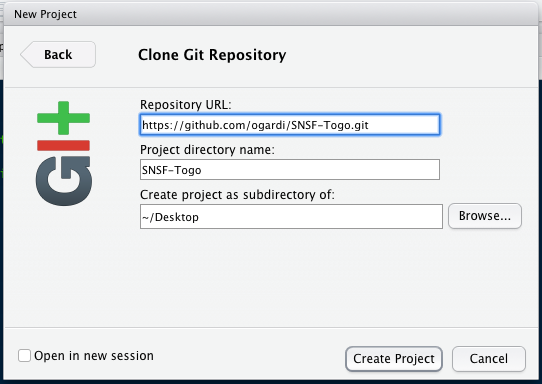 New Project
Back
Clone Git Repository
Git
Repository URL:
https://github.com/ogardi/SNSF-Togo.git
Project directory name:
SNSF-Togo
Create project as subdirectory of:
~/Desktop
Browse...
Open in new session
Create Project
Cancel